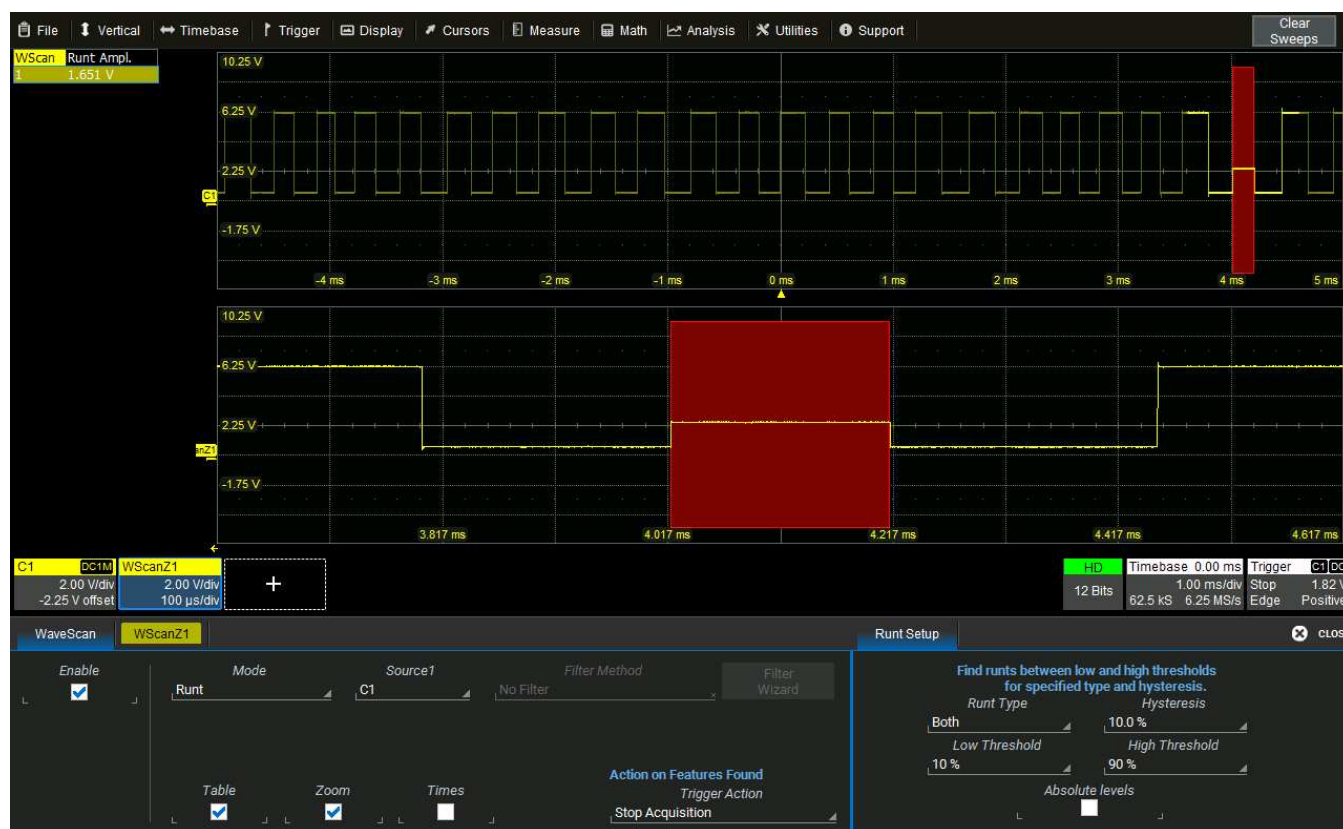 File Vertical Timebase Trigger Display Cursors Measure Math Analysis Utilities Support Clear Sweeps
WScan Runt Ampl.
1 1.651 V
10.25 V
6.25 V
2.25 V
C1
-1.75 V
-4 ms -3 ms -2 ms -1 ms 0 ms 1 ms 2 ms 3 ms 4 ms 5 ms
10.25 V
6.25 V
2.25 V
anZ1
-1.75 V
3.817 ms 4.017 ms 4.217 ms 4.417 ms 4.617 ms
C1 DC1M WScanZ1
2.00 V/div 2.00 V/div
-2.25 V offset 100 µs/div
+
HD
12 Bits
Timebase 0.00 ms
1.00 ms/div
62.5 kS 6.25 MS/s
Trigger C1 DC
Stop 1.82 V
Edge Positive
WaveScan WScanZ1
Enable Mode Source1 Filter Method
Runt C1 No Filter
Filter Wizard
Action on Features Found
Table Zoom Times Trigger Action
Stop Acquisition
Runt Setup CLOS
Find runts between low and high thresholds
for specified type and hysteresis.
Runt Type Hysteresis
Both 10.0 %
Low Threshold High Threshold
10 % 90 %
Absolute levels